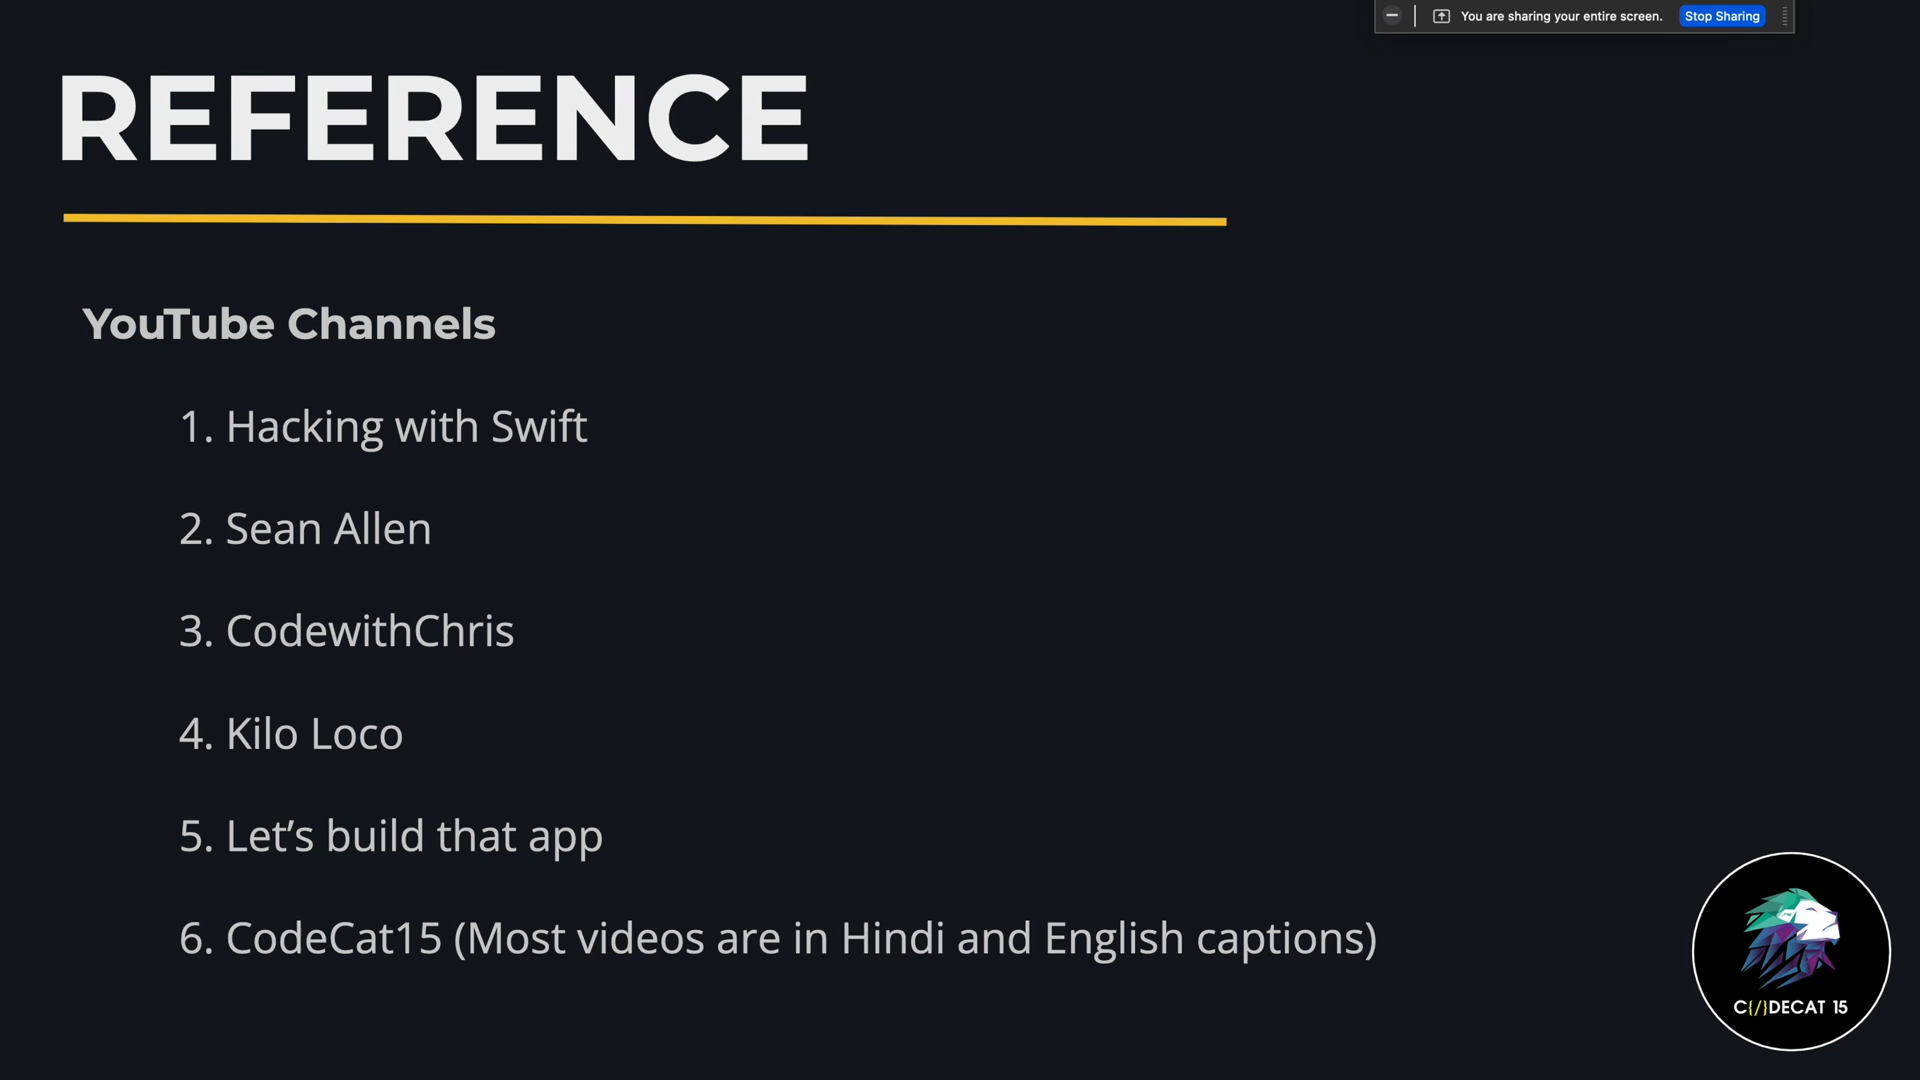 You are sharing your entire screen. Stop Sharing
REFERENCE
YouTube Channels
1. Hacking with Swift
2. Sean Allen
3. CodewithChris
4. Kilo Loco
5. Let’s build that app
6. CodeCat15 (Most videos are in Hindi and English captions)
C{/}DECAT 15